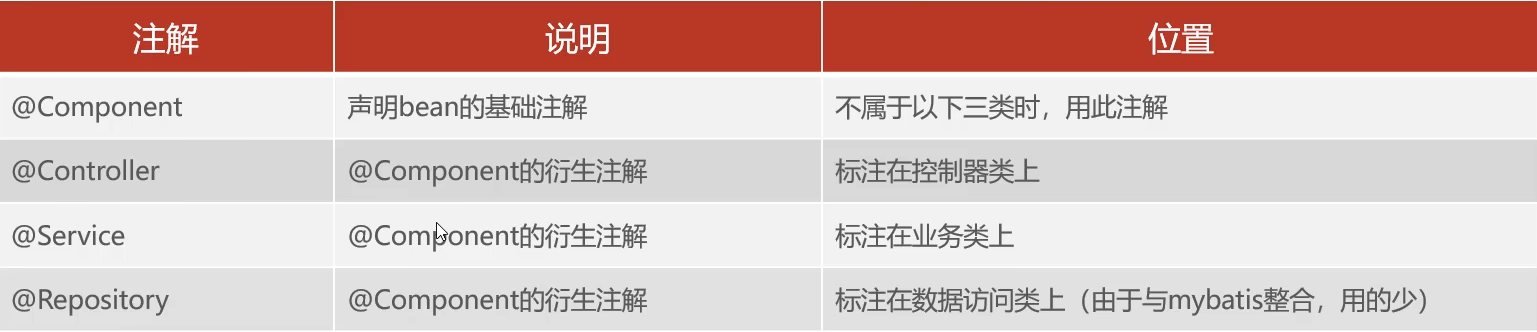 注解 说明 位置
@Component 声明bean的基础注解 不属于以下三类时，用此注解
@Controller @Component的衍生注解 标注在控制器类上
@Service @Component的衍生注解 标注在业务类上
@Repository @Component的衍生注解 标注在数据访问类上（由于与mybatis整合，用的少）